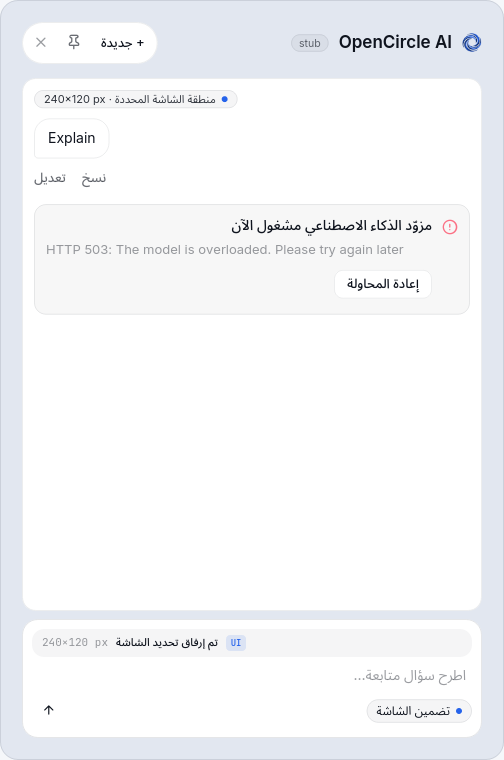 OpenCircle AI stub
+ جديدة
منطقة الشاشة المحددة · 240×120 px
Explain
نسخ تعديل
مزوّد الذكاء الاصطناعي مشغول الآن
HTTP 503: The model is overloaded. Please try again later
إعادة المحاولة
UI تم إرفاق تحديد الشاشة 240×120 px
اطرح سؤال متابعة...
تضمين الشاشة